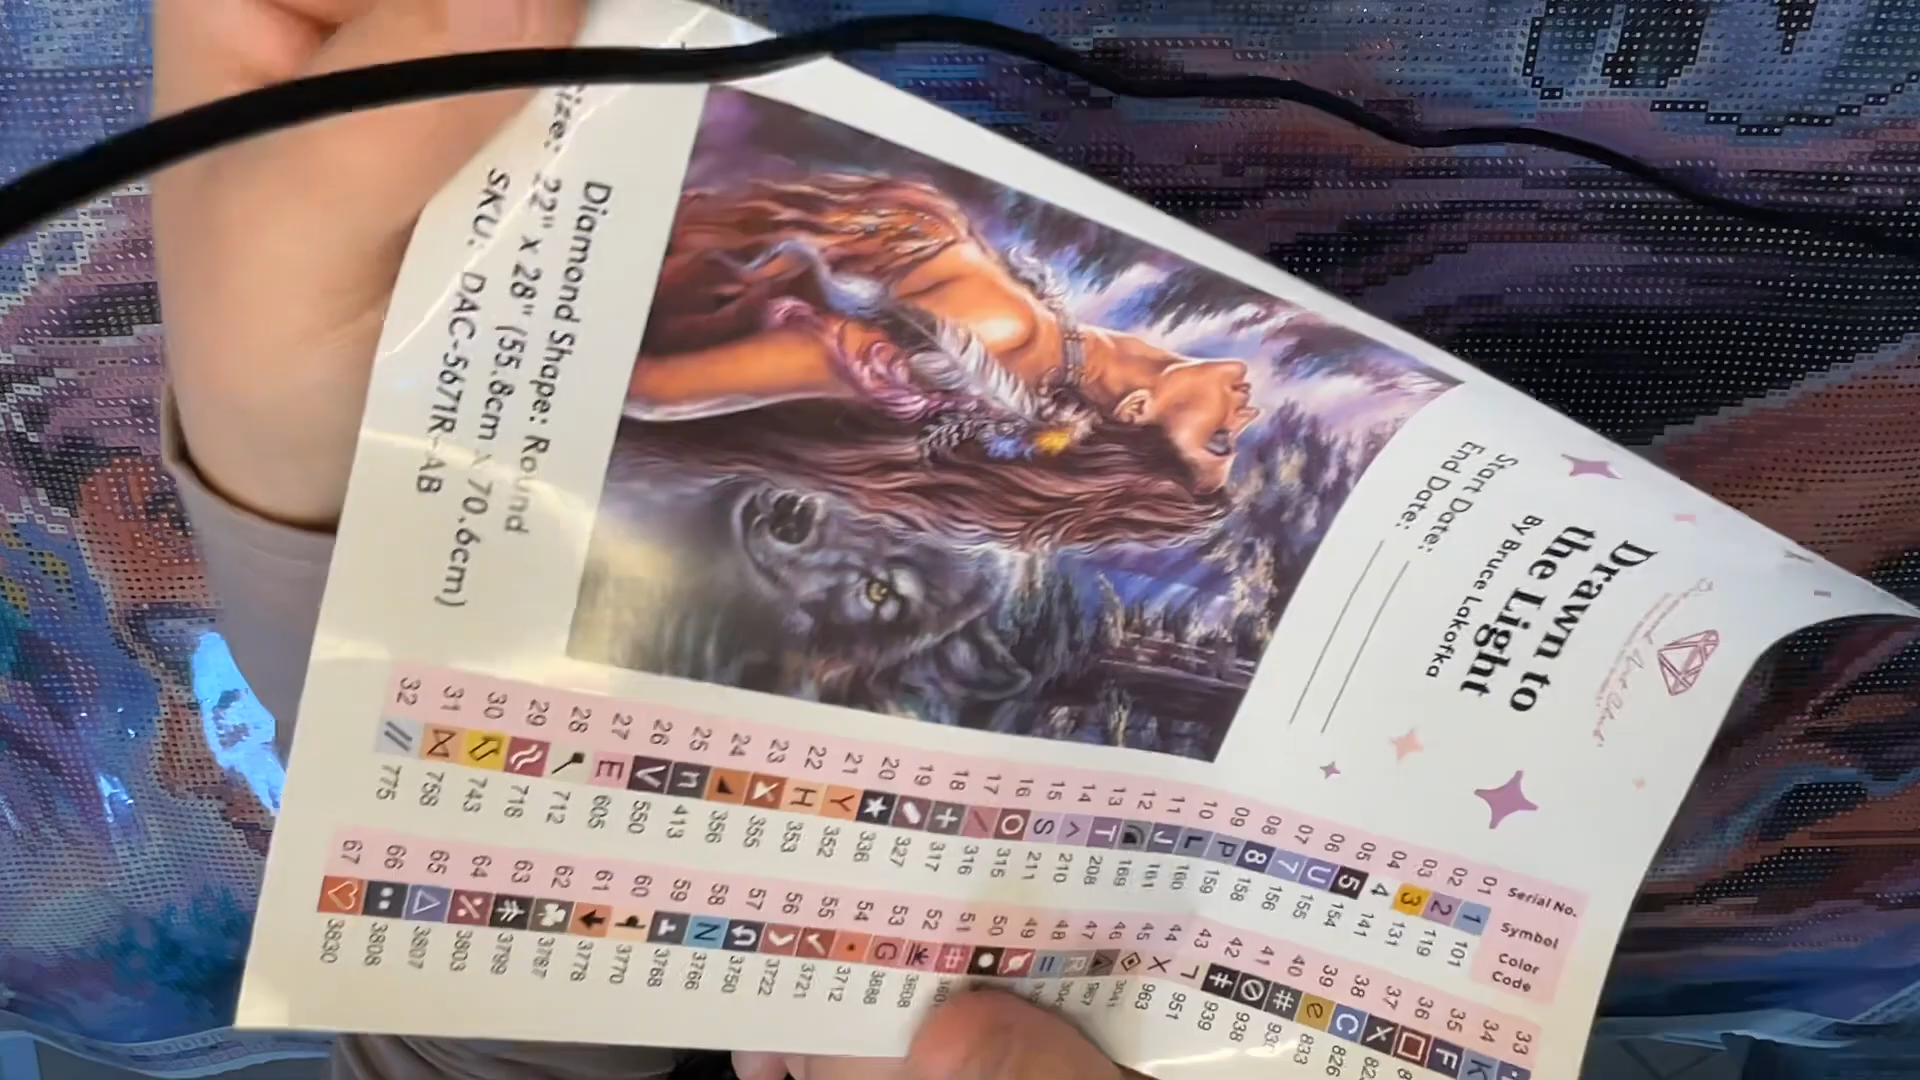 Drawn to
the Light
By Bruce Lakofka
Start Date:
End Date:
Diamond Shape: Round
Size: 22" x 28" (55.8cm x 70.6cm)
SKU: DAC-5671R-AB
Serial No. Symbol Color Code
01 1 101
02 2 119
03 3 131
04 4 141
05 5 154
06 U 155
07 7 156
08 8 158
09 P 159
10 L 160
11 J 161
12 169
13 T 208
14 ^ 210
15 S 211
16 O 315
17 / 316
18 + 317
19 327
20 ★ 336
21 Y 352
22 H 353
23 355
24 356
25 n 413
26 V 550
27 E 605
28 712
29 718
30 743
31 758
32 // 775
33
34 K
35 F
36 □
37 X
38 C 826
39 e 833
40 #
41 938
42 939
43 951
44 X 963
45
46
47
48 R
49 =
50
51
52
53 G
54 3712
55 3721
56 3722
57 3750
58 N 3766
59 3768
60 3770
61 3778
62 ♣ 3787
63 3799
64 % 3803
65 △ 3807
66 3808
67 ♡ 3830